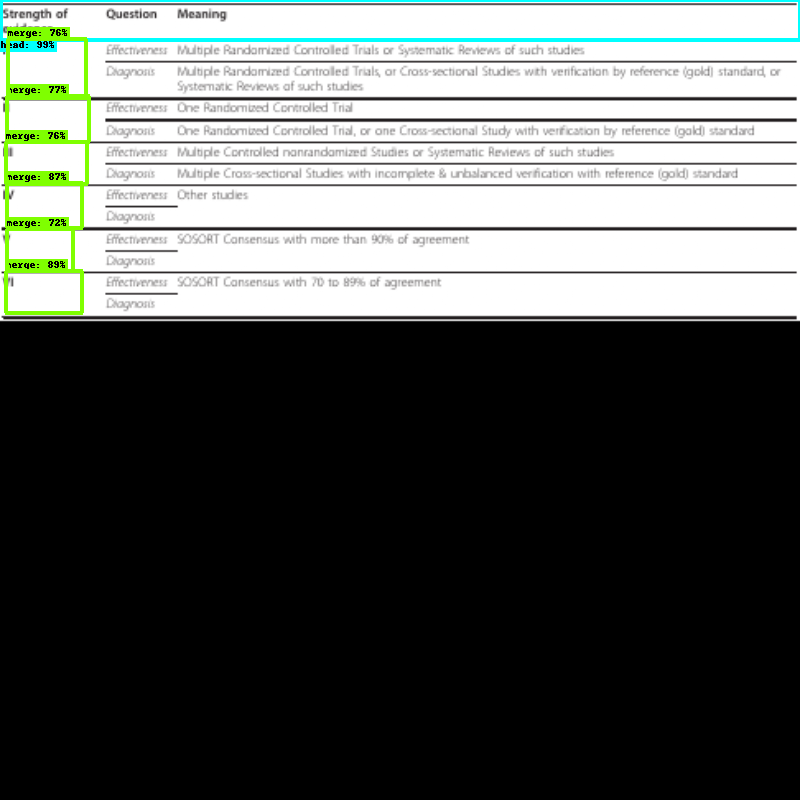 Strength of Question Meaning
merge: 76%
head: 99%
Effectiveness Multiple Randomized Controlled Trials or Systematic Reviews of such studies
Diagnosis Multiple Randomized Controlled Trials, or Cross-sectional Studies with verification by reference (gold) standard, or
Systematic Reviews of such studies
merge: 77%
Effectiveness One Randomized Controlled Trial
Diagnosis One Randomized Controlled Trial, or one Cross-sectional Study with verification by reference (gold) standard
merge: 76%
III Effectiveness Multiple Controlled nonrandomized Studies or Systematic Reviews of such studies
Diagnosis Multiple Cross-sectional Studies with incomplete & unbalanced verification with reference (gold) standard
merge: 87%
IV Effectiveness Other studies
Diagnosis
merge: 72%
V Effectiveness SOSORT Consensus with more than 90% of agreement
Diagnosis
merge: 89%
VI Effectiveness SOSORT Consensus with 70 to 89% of agreement
Diagnosis